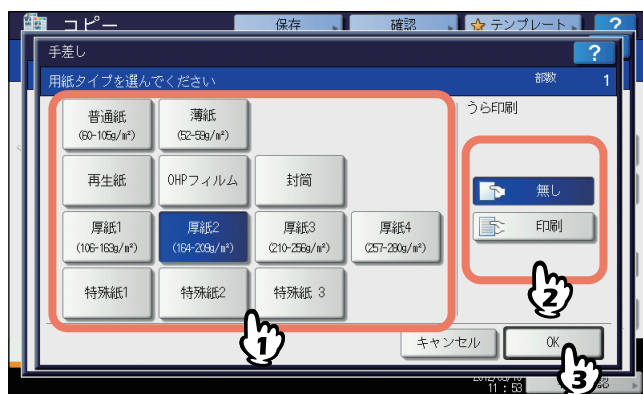 コピー
保存
確認
テンプレート
?
手差し
?
用紙タイプを選んでください
部数
1
普通紙
(60-105g/m²)
薄紙
(52-59g/m²)
うら印刷
再生紙
OHPフィルム
封筒
無し
厚紙1
(106-163g/m²)
厚紙2
(164-209g/m²)
厚紙3
(210-256g/m²)
厚紙4
(257-280g/m²)
印刷
特殊紙1
特殊紙2
特殊紙 3
2
1
キャンセル
OK
3
11:53
認